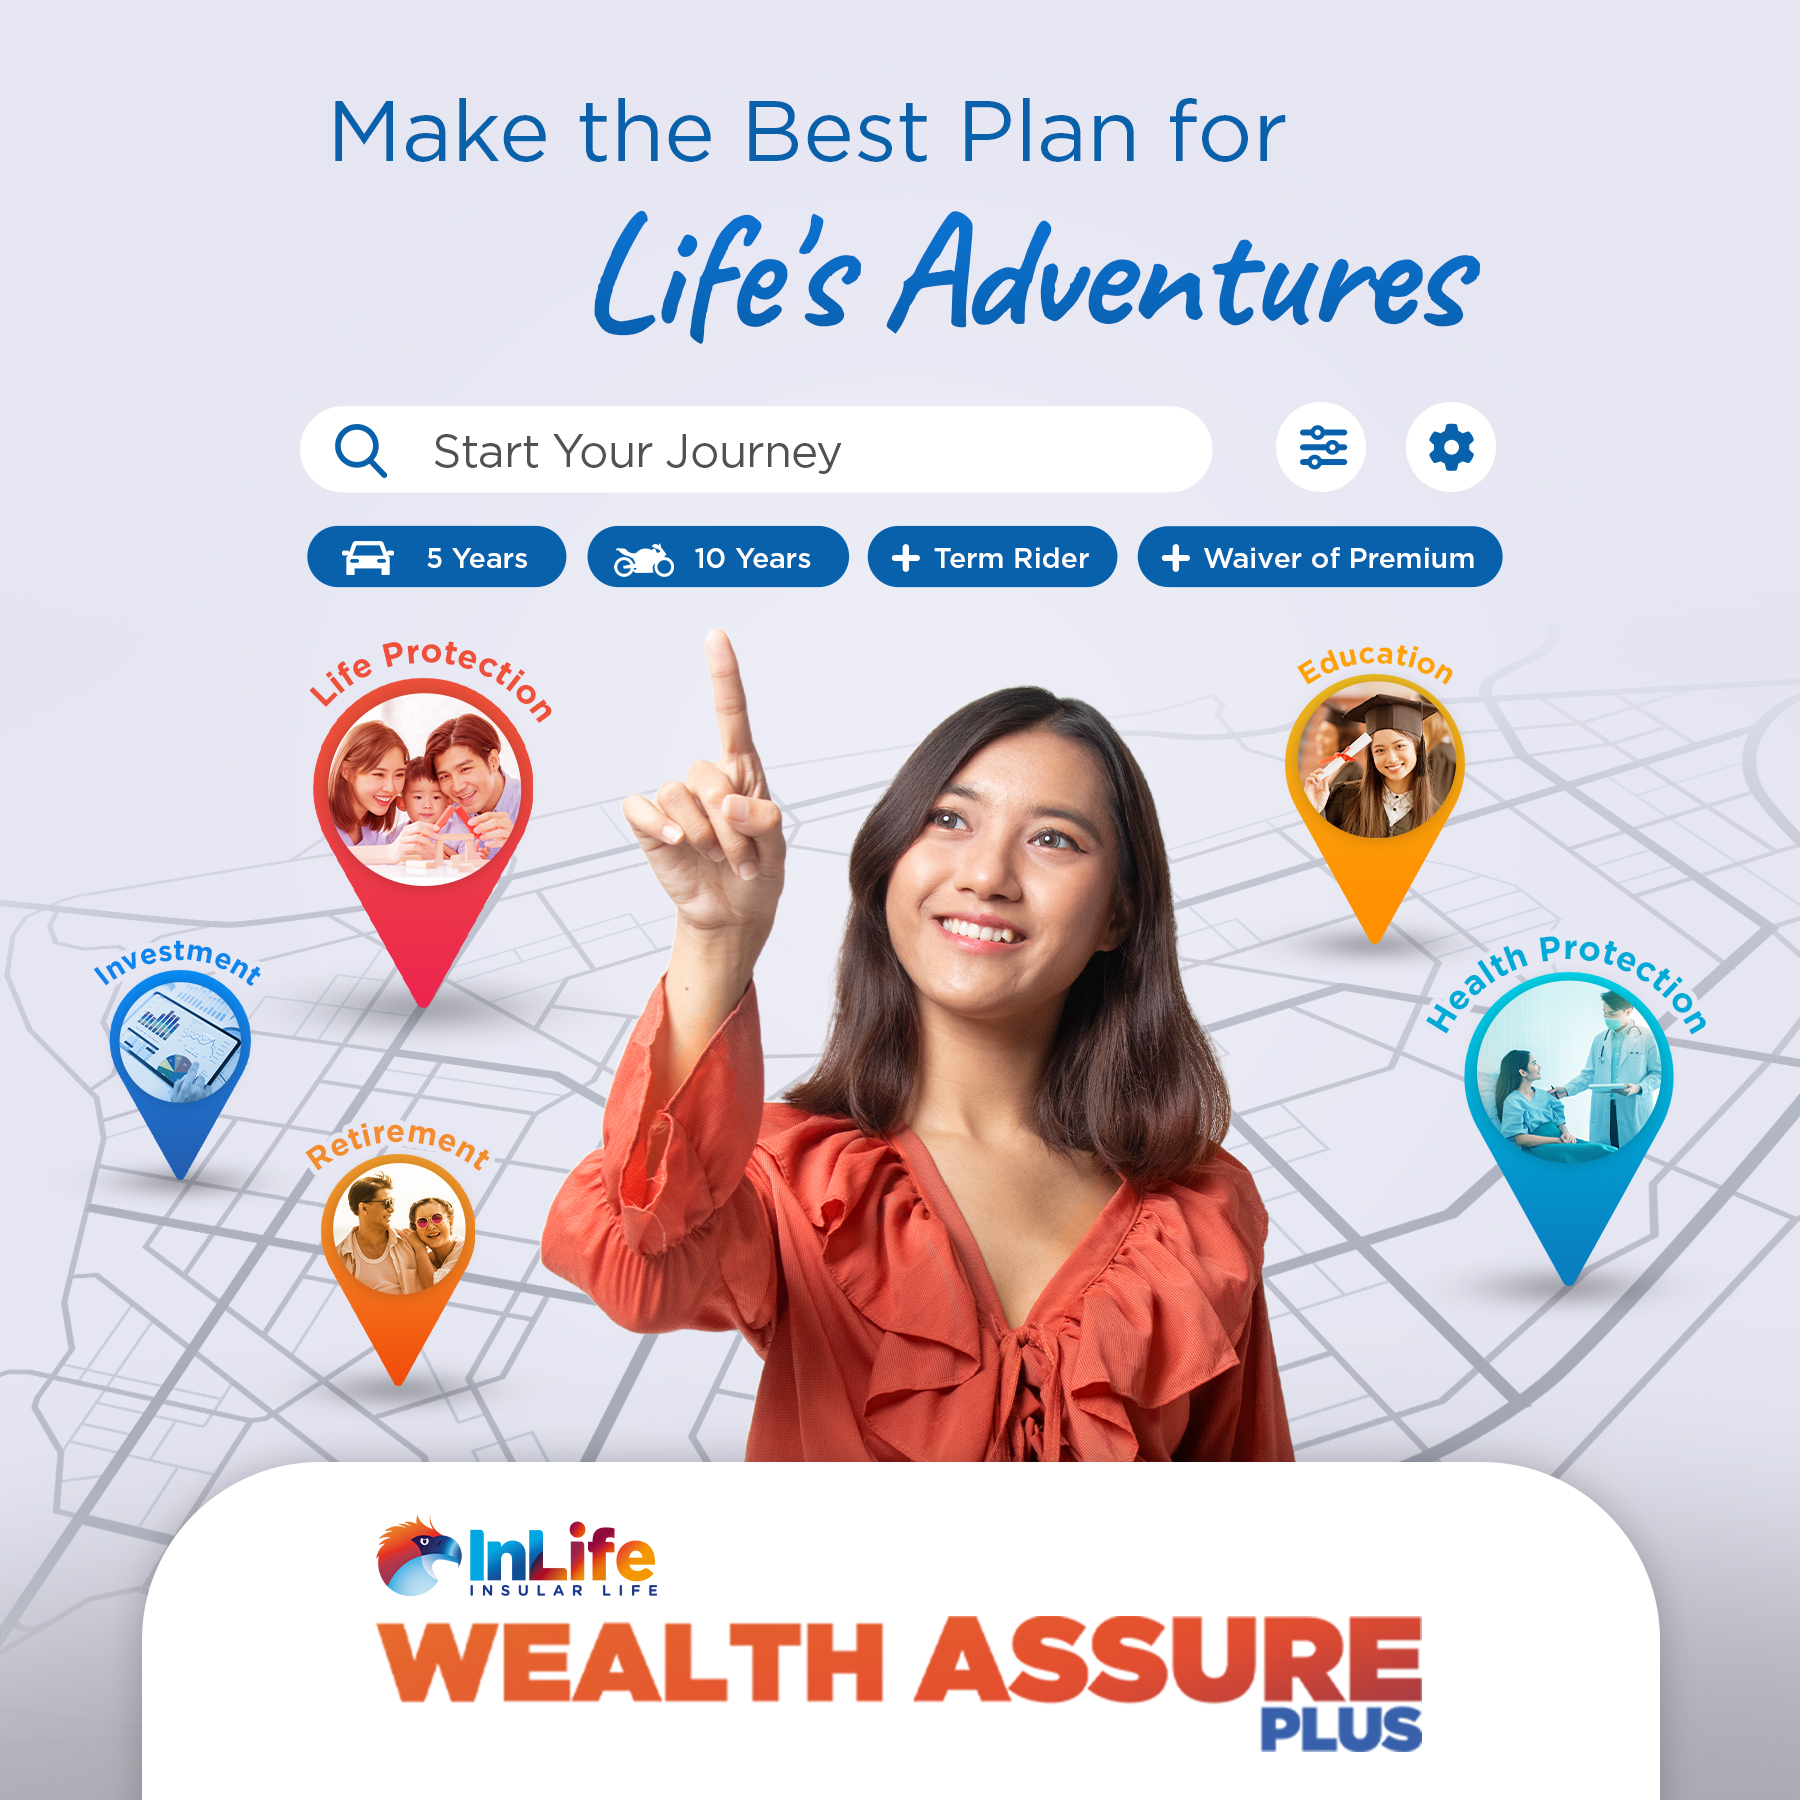 Make the Best Plan for
Life's Adventures
Start Your Journey
5 Years
10 Years
+ Term Rider
+ Waiver of Premium
Life Protection
Education
Investment
Health Protection
Retirement
InLife
INSULAR LIFE
WEALTH ASSURE
PLUS